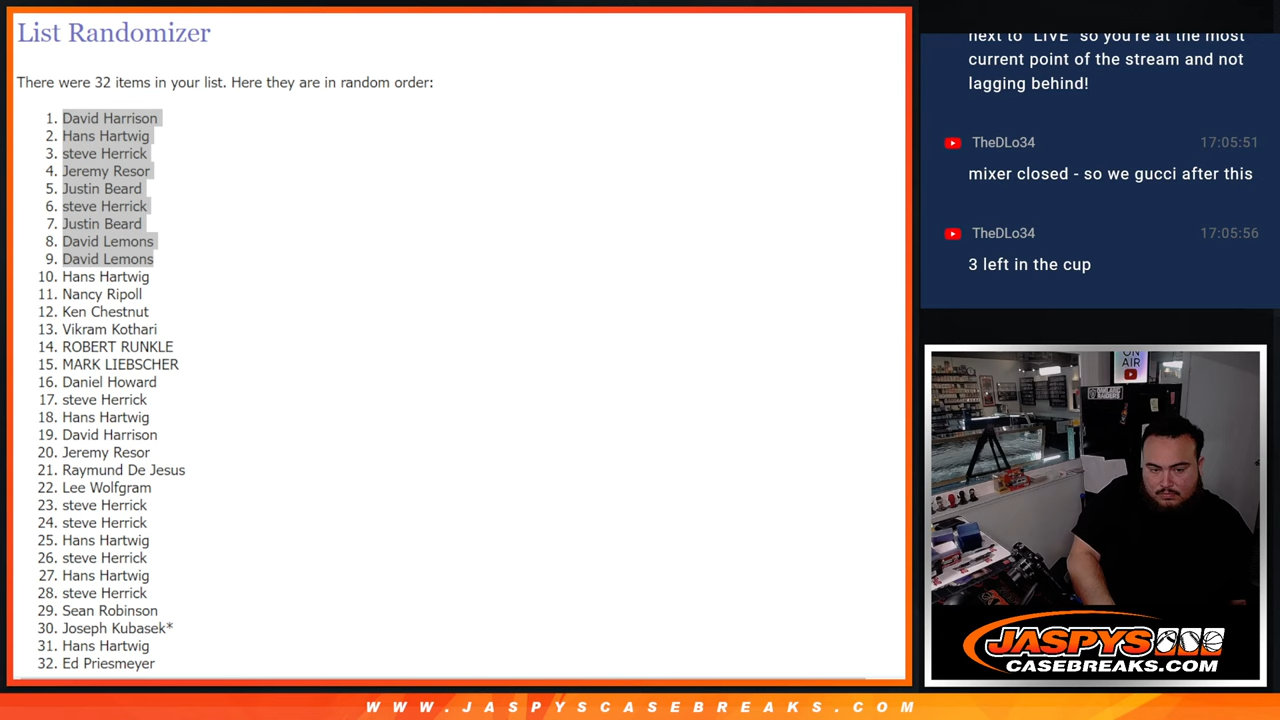 List Randomizer
There were 32 items in your list. Here they are in random order:
1. David Harrison
2. Hans Hartwig
3. steve Herrick
4. Jeremy Resor
5. Justin Beard
6. steve Herrick
7. Justin Beard
8. David Lemons
9. David Lemons
10. Hans Hartwig
11. Nancy Ripoll
12. Ken Chestnut
13. Vikram Kothari
14. ROBERT RUNKLE
15. MARK LIEBSCHER
16. Daniel Howard
17. steve Herrick
18. Hans Hartwig
19. David Harrison
20. Jeremy Resor
21. Raymund De Jesus
22. Lee Wolfgram
23. steve Herrick
24. steve Herrick
25. Hans Hartwig
26. steve Herrick
27. Hans Hartwig
28. steve Herrick
29. Sean Robinson
30. Joseph Kubasek*
31. Hans Hartwig
32. Ed Priesmeyer
next to "LIVE" so you're at the most
current point of the stream and not
lagging behind!
TheDLo34 17:05:51
mixer closed - so we gucci after this
TheDLo34 17:05:56
3 left in the cup
ON
AIR
JASPYS
CASEBREAKS.COM
WWW.JASPYSCASEBREAKS.COM